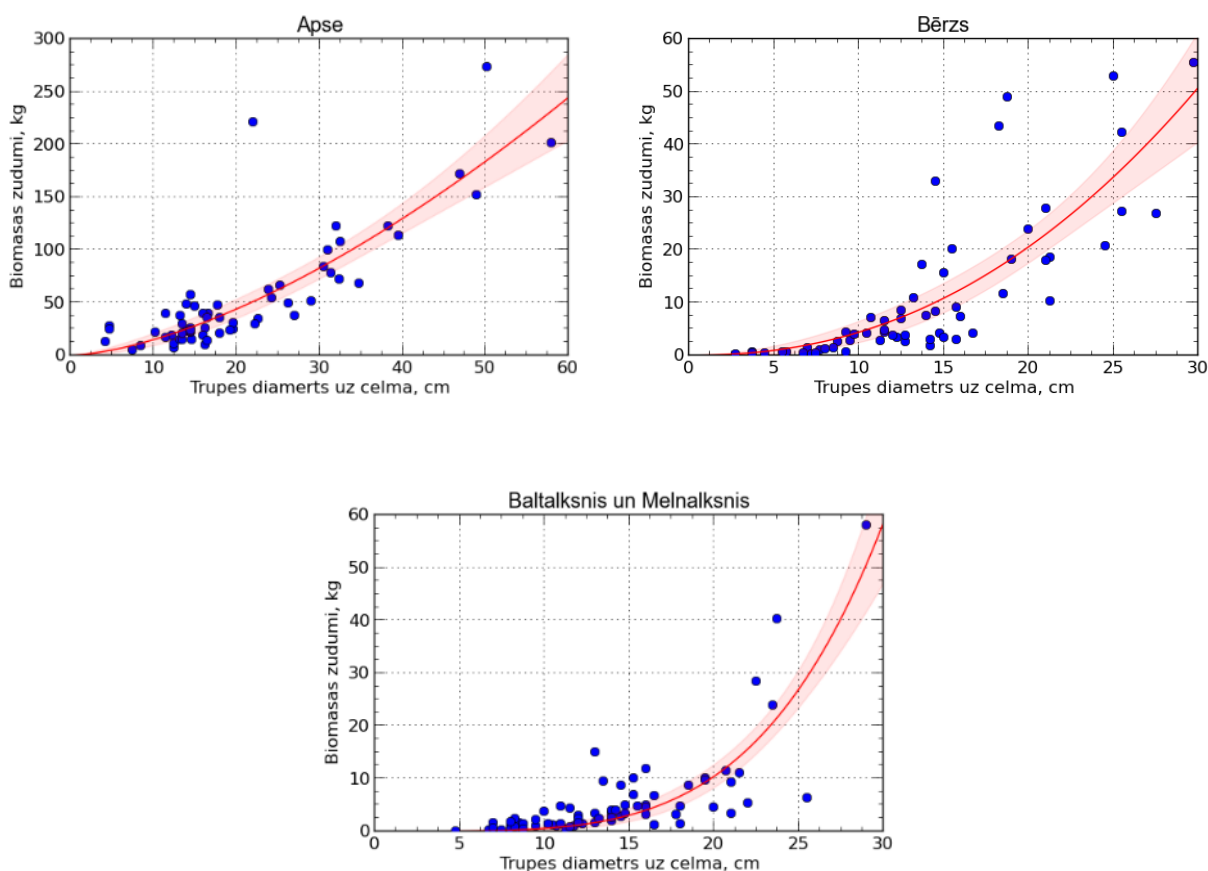 Apse
300
250
200
150
100
50
0
Biomasas zudumi, kg
0 10 20 30 40 50 60
Trupes diamerts uz celma, cm
Bērzs
60
50
40
30
20
10
0
Biomasas zudumi, kg
0 5 10 15 20 25 30
Trupes diametrs uz celma, cm
Baltalksnis un Melnalksnis
60
50
40
30
20
10
0
Biomasas zudumi, kg
0 5 10 15 20 25 30
Trupes diametrs uz celma, cm